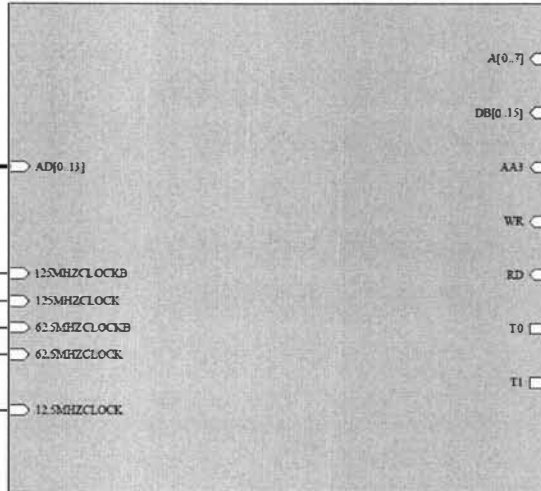 A[0..7]
DB[0..15]
AD[0..13]
AA3
WR
125MHZCLOCKB
RD
125MHZCLOCK
62.5MHZCLOCKB
T0
62.5MHZCLOCK
T1
12.5MHZCLOCK